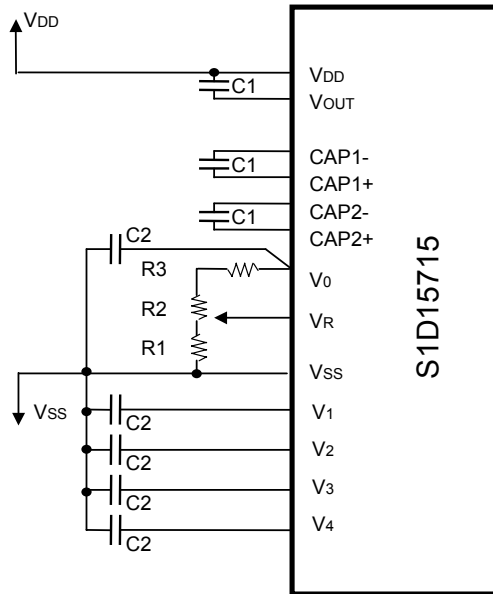 VDD
C1
VDD
VOUT
C1
CAP1-
CAP1+
C1
CAP2-
CAP2+
C2
R3
V0
R2
VR
R1
VSS
VSS
C2
V1
C2
V2
C2
V3
C2
V4
S1D15715